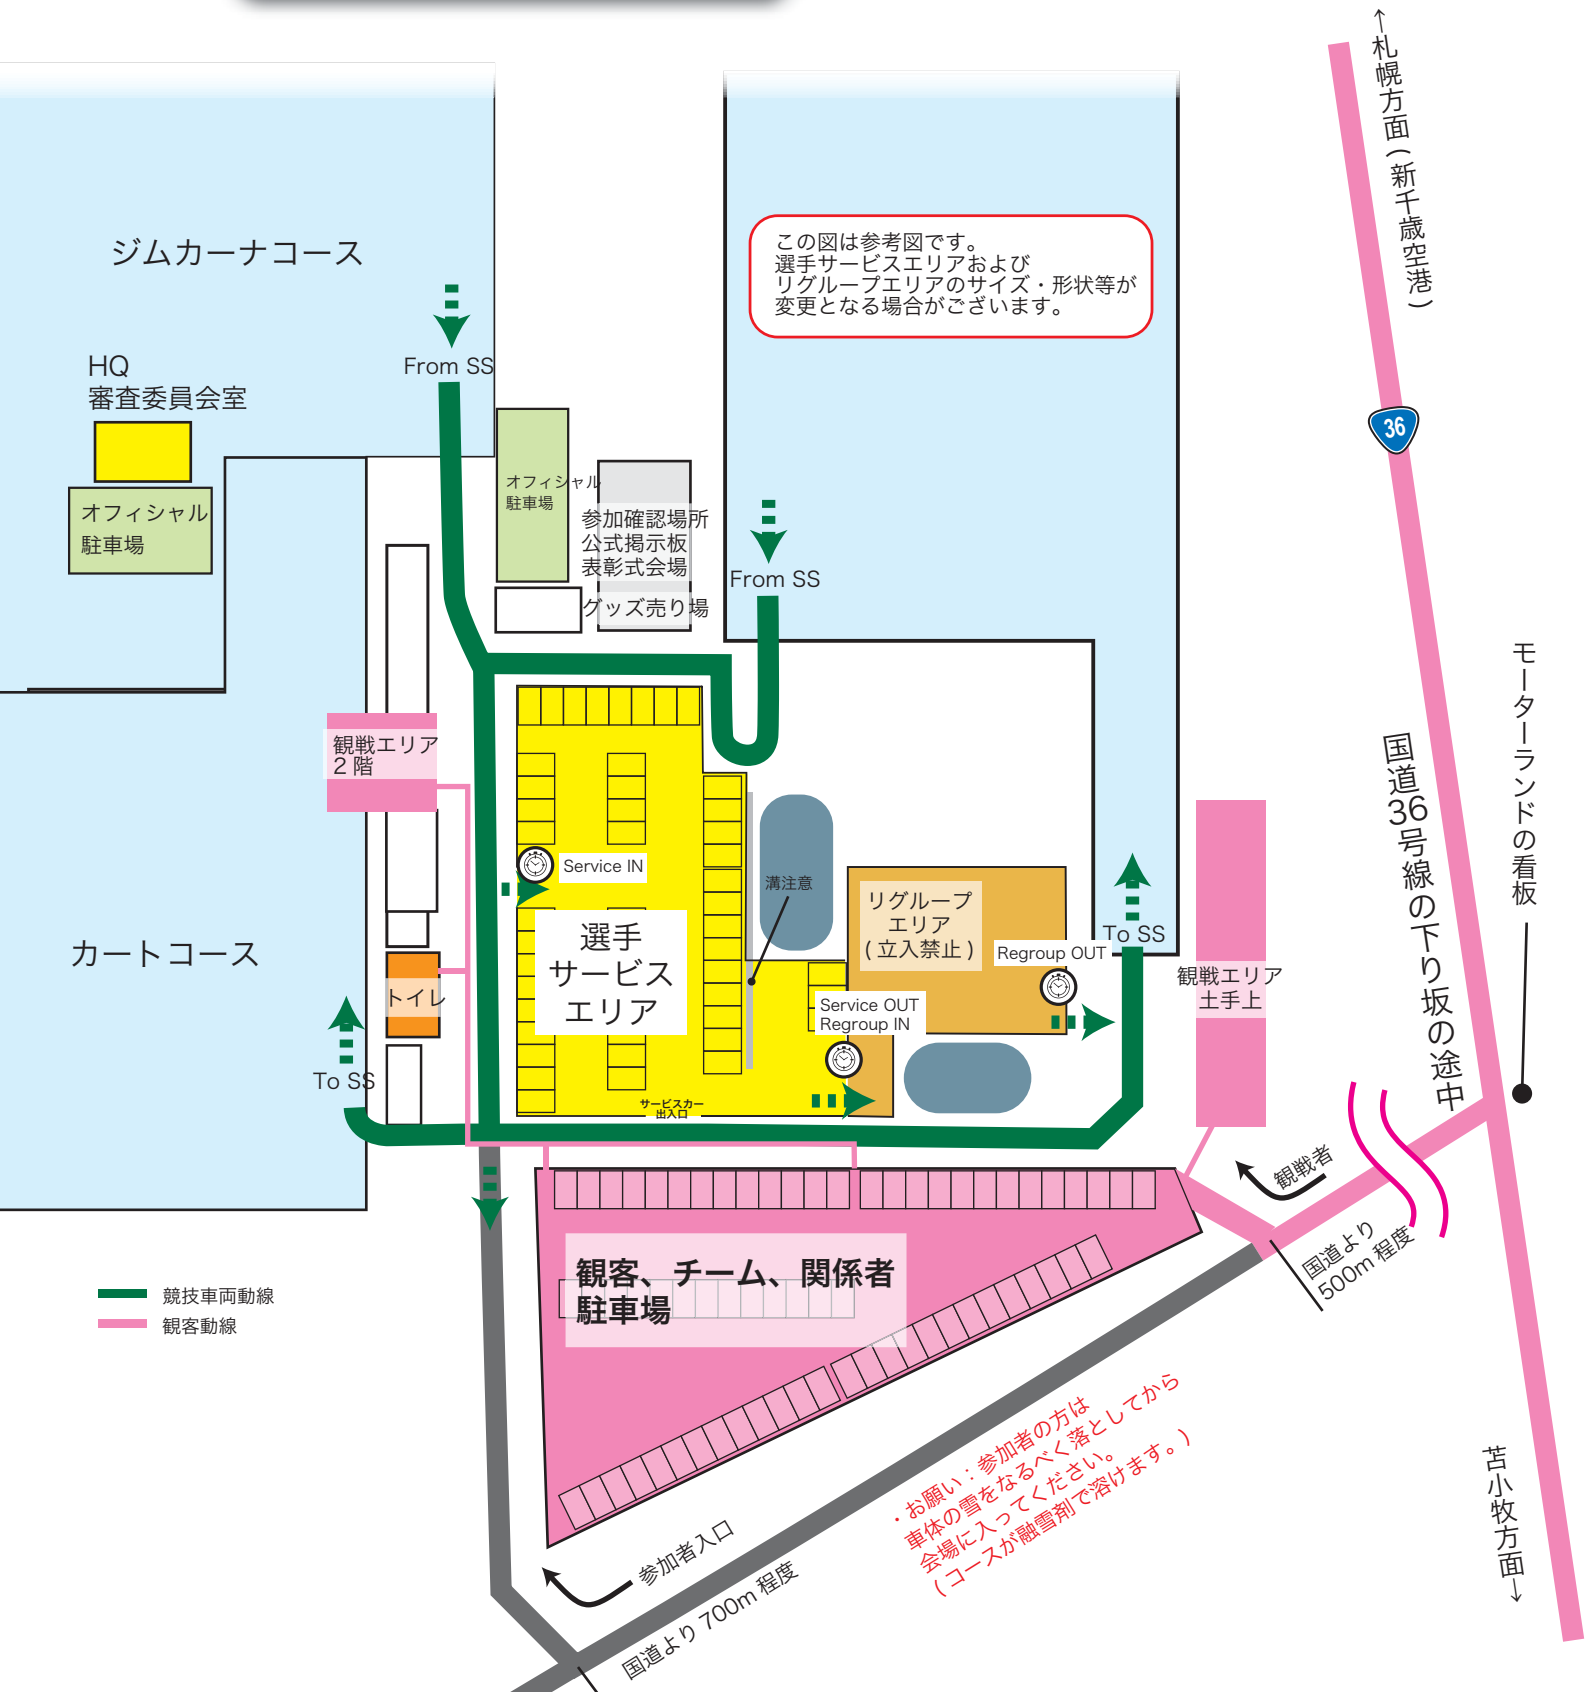 ←札幌方面(新千歳空港)
ジムカーナコース
この図は参考図です。
選手サービスエリアおよび
リグループエリアのサイズ・形状等が
変更となる場合がございます。
HQ
審査委員会室
From SS
36
オフィシャル
駐車場
オフィシャル
駐車場
参加確認場所
公式掲示板
表彰式会場
グッズ売り場
From SS
モーターランドの看板
国道36号線の下り坂の途中
観戦エリア
2階
Service IN
溝注意
リグループ
エリア
(立入禁止)
選手
サービス
エリア
カートコース
Regroup OUT
To SS
観戦エリア
土手上
トイレ
Service OUT
Regroup IN
To SS
サービスカー
出入口
観戦者
国道より
500m 程度
観客、チーム、関係者
駐車場
競技車両動線
観客動線
・お願い：参加者の方は
車体の雪をなるべく落としてから
会場に入ってください。
(コースが融雪剤で溶けます。)
参加者入口
国道より 700m 程度
苫小牧方面→